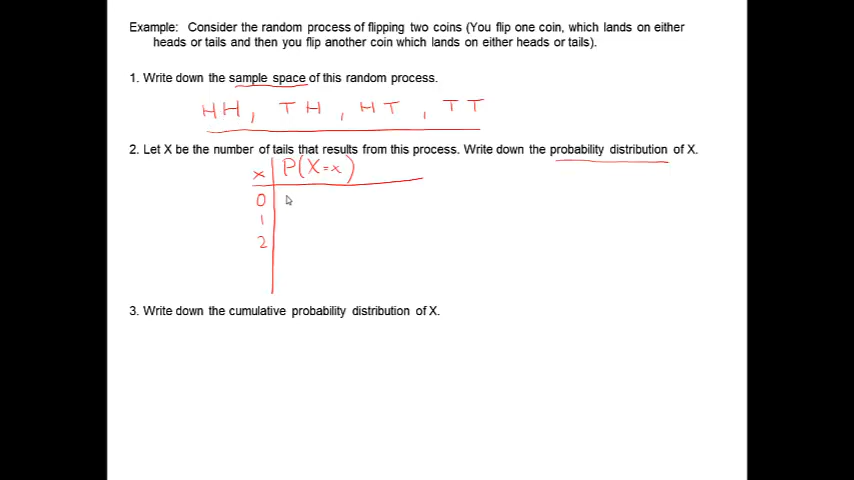 Example: Consider the random process of flipping two coins (You flip one coin, which lands on either
heads or tails and then you flip another coin which lands on either heads or tails).
1. Write down the sample space of this random process.
HH, TH, HT, TT
2. Let X be the number of tails that results from this process. Write down the probability distribution of X.
x P(X=x)
0
1
2
3. Write down the cumulative probability distribution of X.